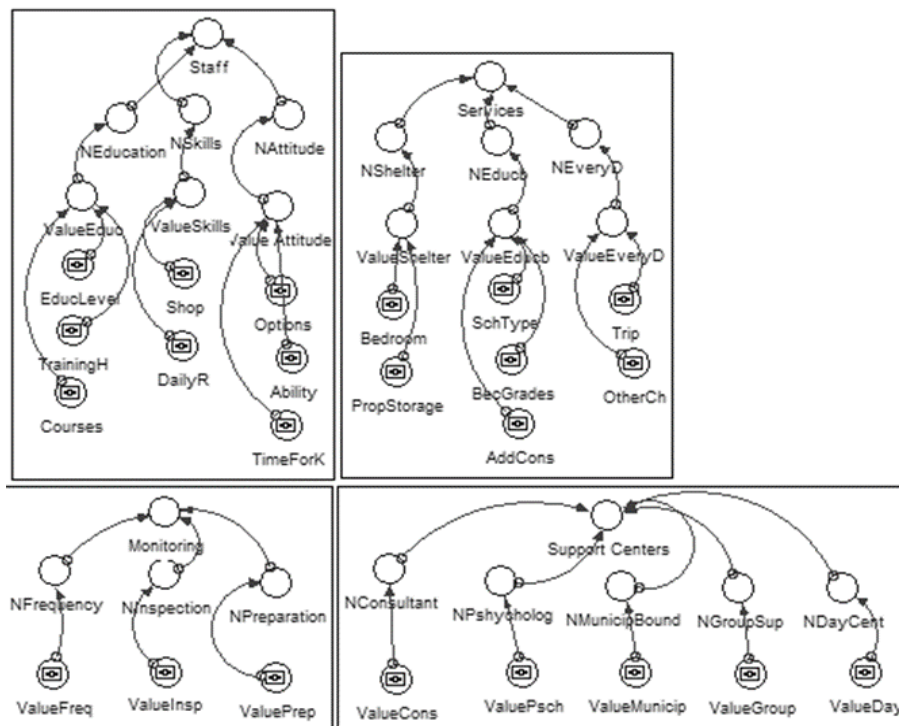 Staff
NEducation
NSkills
NAttitude
ValueEduc
ValueSkills
Value Attitude
EducLevel
Shop
Options
TrainingH
DailyR
Ability
Courses
TimeForK
Services
NShelter
NEducb
NEveryD
ValueShelter
ValueEducb
ValueEveryD
Bedroom
SchType
Trip
PropStorage
BecGrades
OtherCh
AddCons
Monitoring
NFrequency
NInspection
NPreparation
ValueFreq
ValueInsp
ValuePrep
Support Centers
NConsultant
NPshycholog
NMunicipBound
NGroupSup
NDayCent
ValueCons
ValuePsch
ValueMunicip
ValueGroup
ValueDay